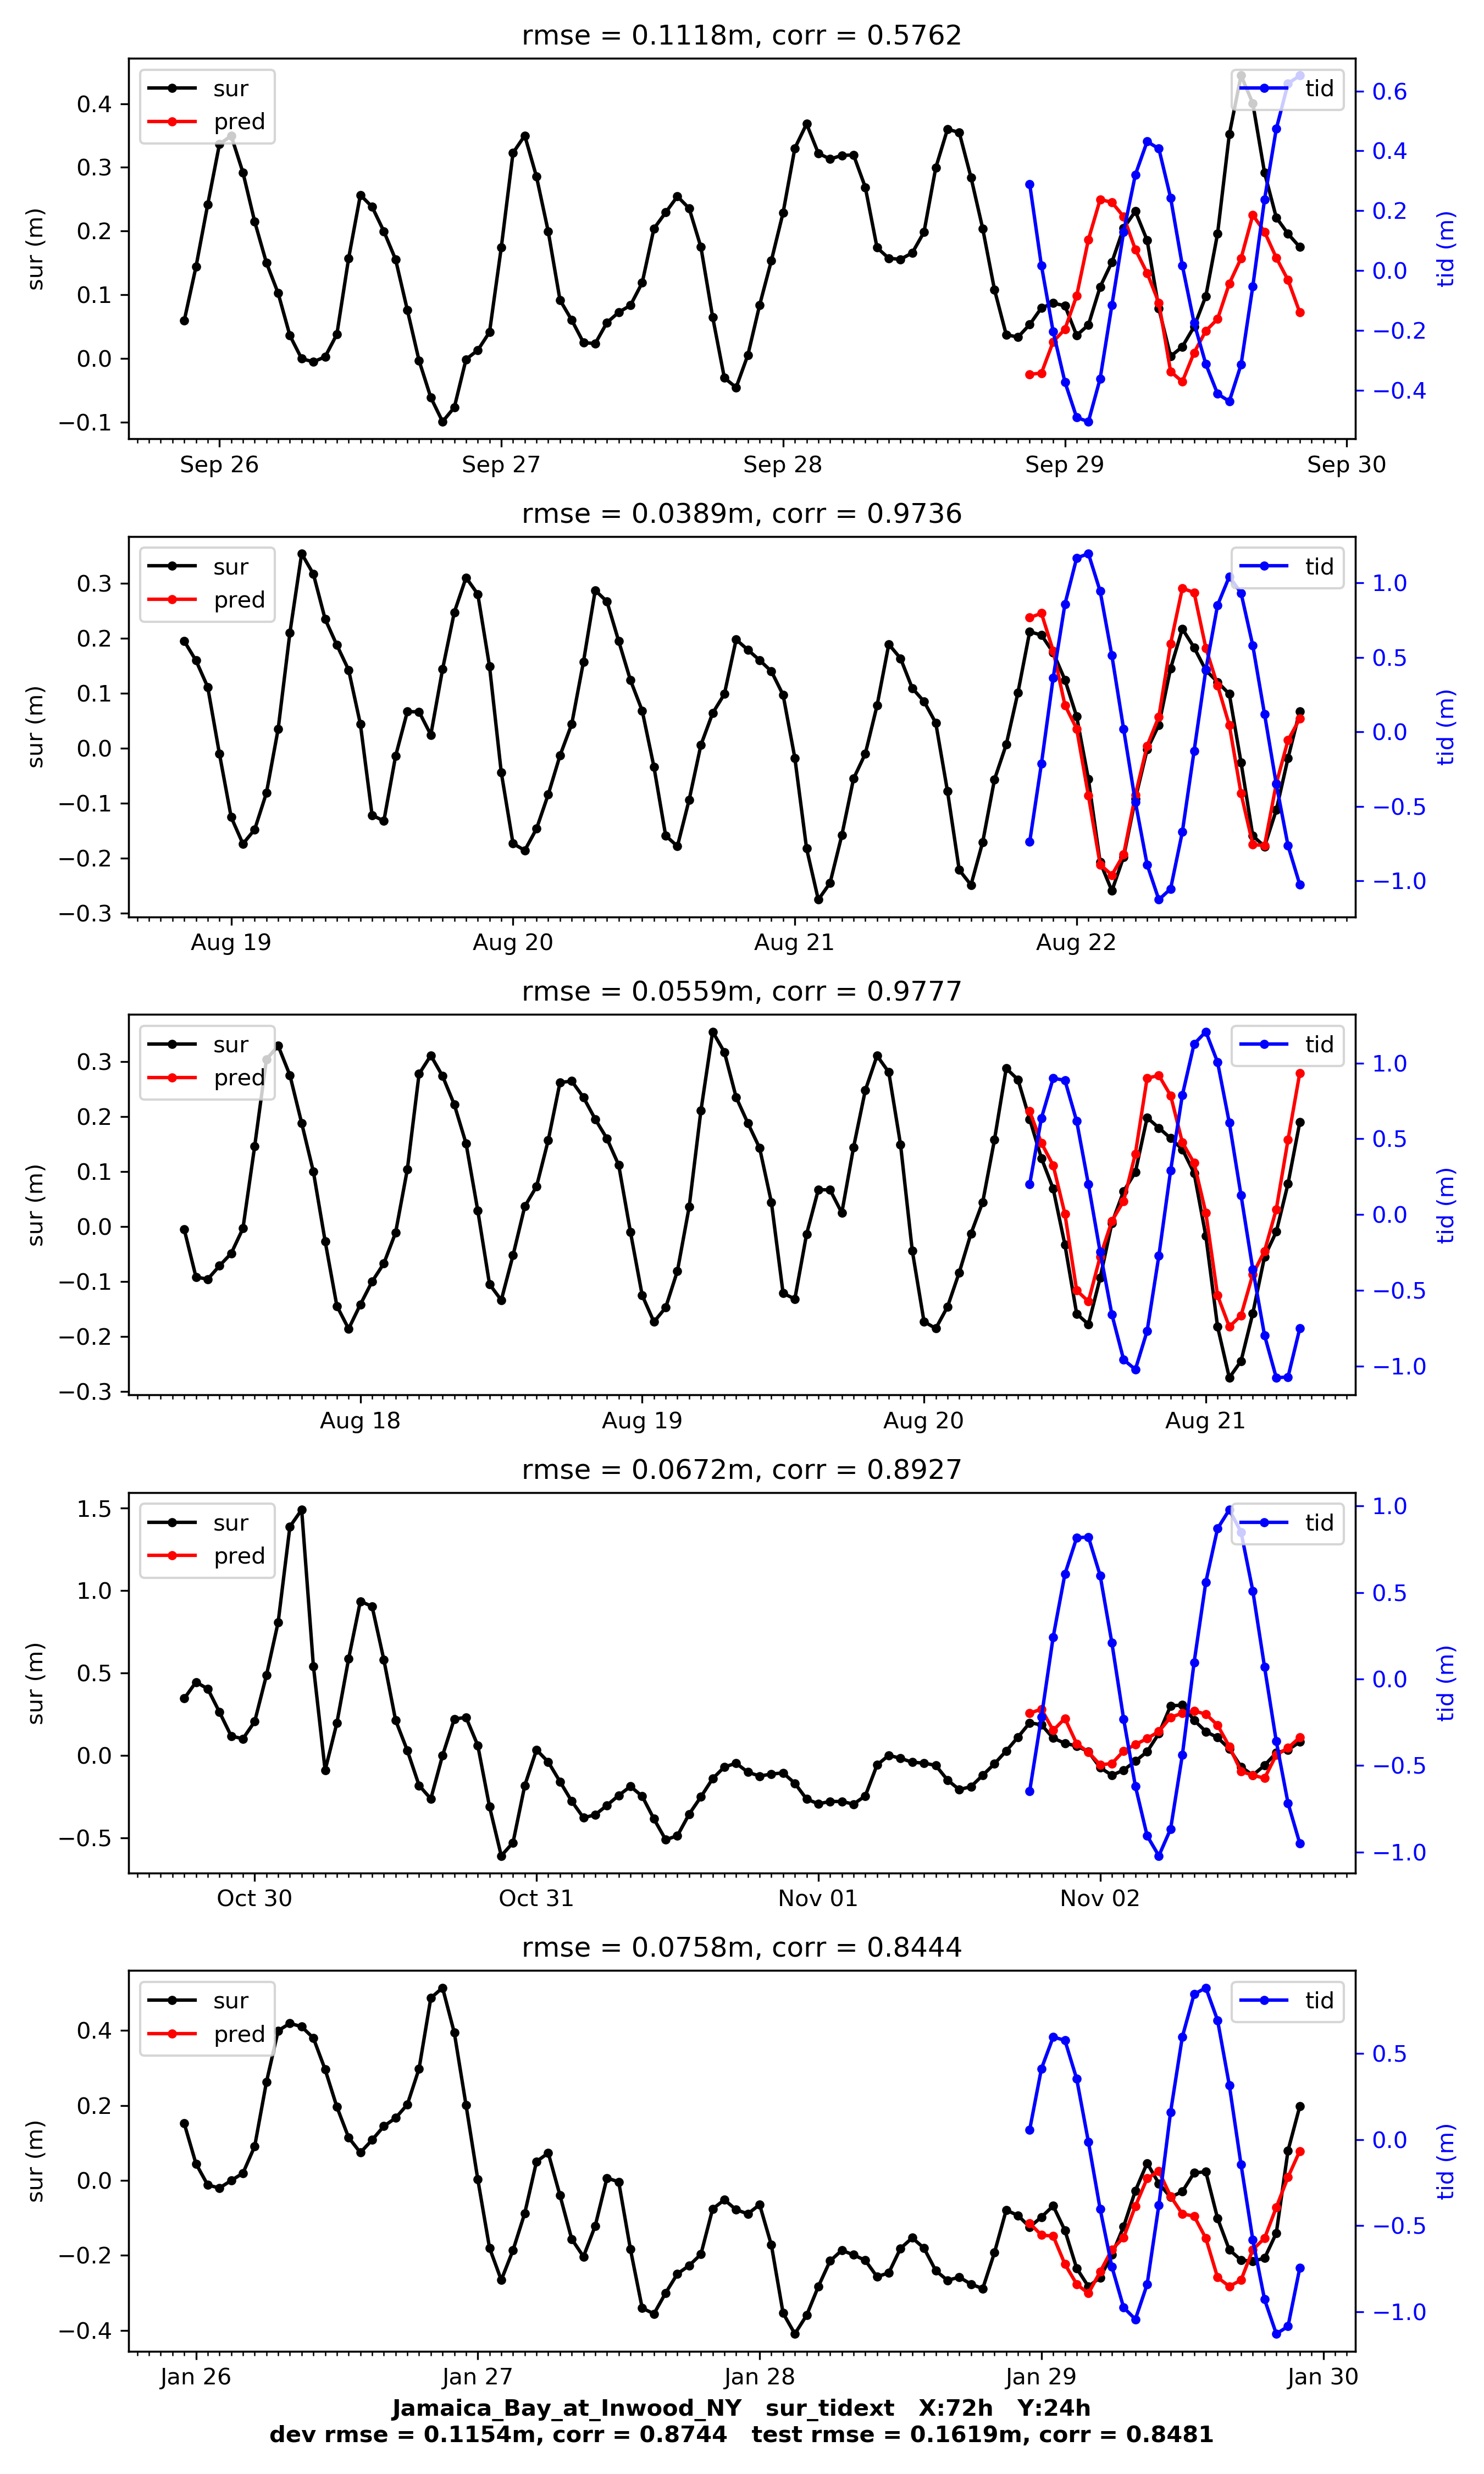 rmse = 0.1118m, corr = 0.5762
sur
pred
tid
sur (m)
0.4
0.3
0.2
0.1
0.0
−0.1
0.6
0.4
0.2
0.0
−0.2
−0.4
tid (m)
Sep 26
Sep 27
Sep 28
Sep 29
Sep 30
rmse = 0.0389m, corr = 0.9736
sur
pred
tid
sur (m)
0.3
0.2
0.1
0.0
−0.1
−0.2
−0.3
1.0
0.5
0.0
−0.5
−1.0
tid (m)
Aug 19
Aug 20
Aug 21
Aug 22
rmse = 0.0559m, corr = 0.9777
sur
pred
tid
sur (m)
0.3
0.2
0.1
0.0
−0.1
−0.2
−0.3
1.0
0.5
0.0
−0.5
−1.0
tid (m)
Aug 18
Aug 19
Aug 20
Aug 21
rmse = 0.0672m, corr = 0.8927
sur
pred
tid
sur (m)
1.5
1.0
0.5
0.0
−0.5
1.0
0.5
0.0
−0.5
−1.0
tid (m)
Oct 30
Oct 31
Nov 01
Nov 02
rmse = 0.0758m, corr = 0.8444
sur
pred
tid
sur (m)
0.4
0.2
0.0
−0.2
−0.4
0.5
0.0
−0.5
−1.0
tid (m)
Jan 26
Jan 27
Jan 28
Jan 29
Jan 30
Jamaica_Bay_at_Inwood_NY   sur_tidext   X:72h   Y:24h
dev rmse = 0.1154m, corr = 0.8744   test rmse = 0.1619m, corr = 0.8481